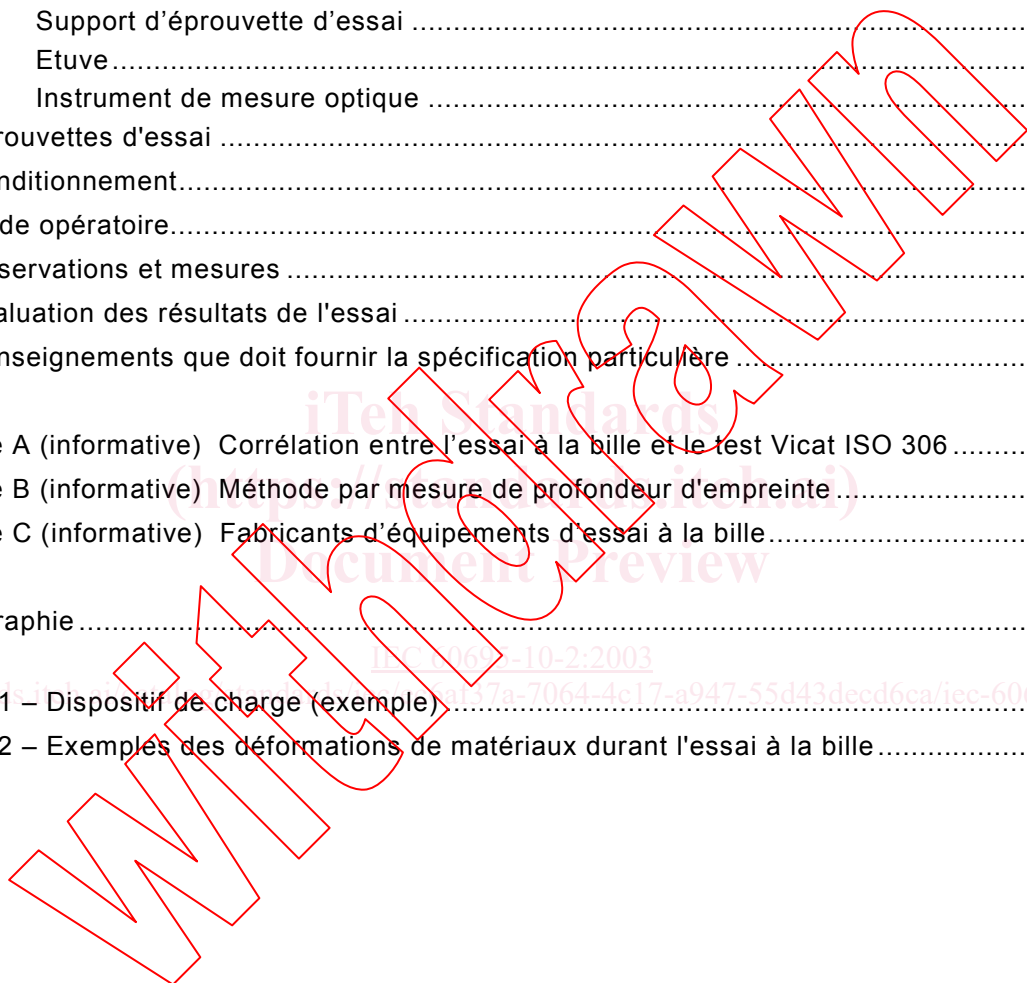 Support d’éprouvette d’essai
Etuve
Instrument de mesure optique
rouvettes d'essai
nditionnement
de opératoire
servations et mesures
aluation des résultats de l'essai
nseignements que doit fournir la spécification particulière
iTeh Standards
e A (informative) Corrélation entre l’essai à la bille et le test Vicat ISO 306
(https://standards.iteh.ai)
e B (informative) Méthode par mesure de profondeur d'empreinte
e C (informative) Fabricants d’équipements d’essai à la bille
Document Preview
raphie
IEC 60695-10-2:2003
1 – Dispositif de charge (exemple)
2 – Exemples des déformations de matériaux durant l'essai à la bille
withdrawn